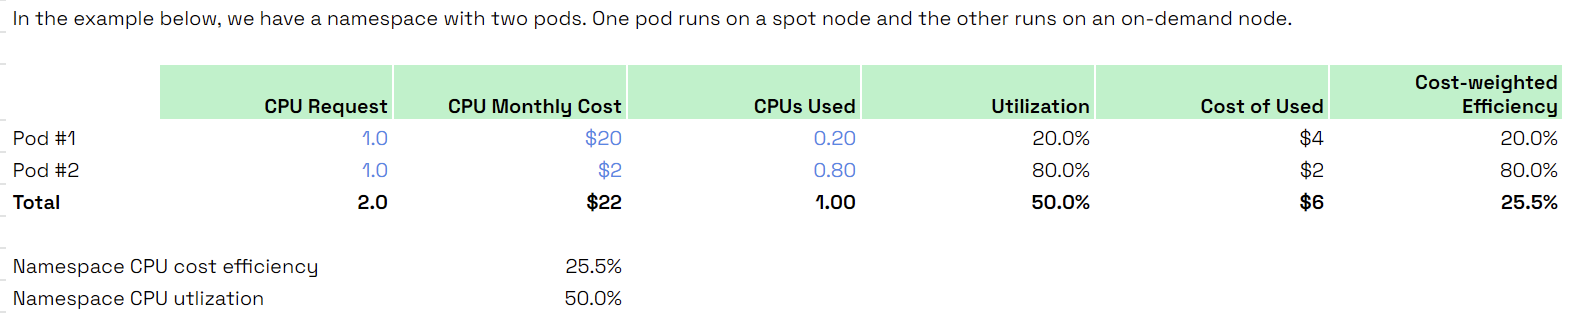 In the example below, we have a namespace with two pods. One pod runs on a spot node and the other runs on an on-demand node.
CPU Request CPU Monthly Cost CPUs Used Utilization Cost of Used Cost-weighted Efficiency
Pod #1 1.0 $20 0.20 20.0% $4 20.0%
Pod #2 1.0 $2 0.80 80.0% $2 80.0%
Total 2.0 $22 1.00 50.0% $6 25.5%
Namespace CPU cost efficiency 25.5%
Namespace CPU utlization 50.0%